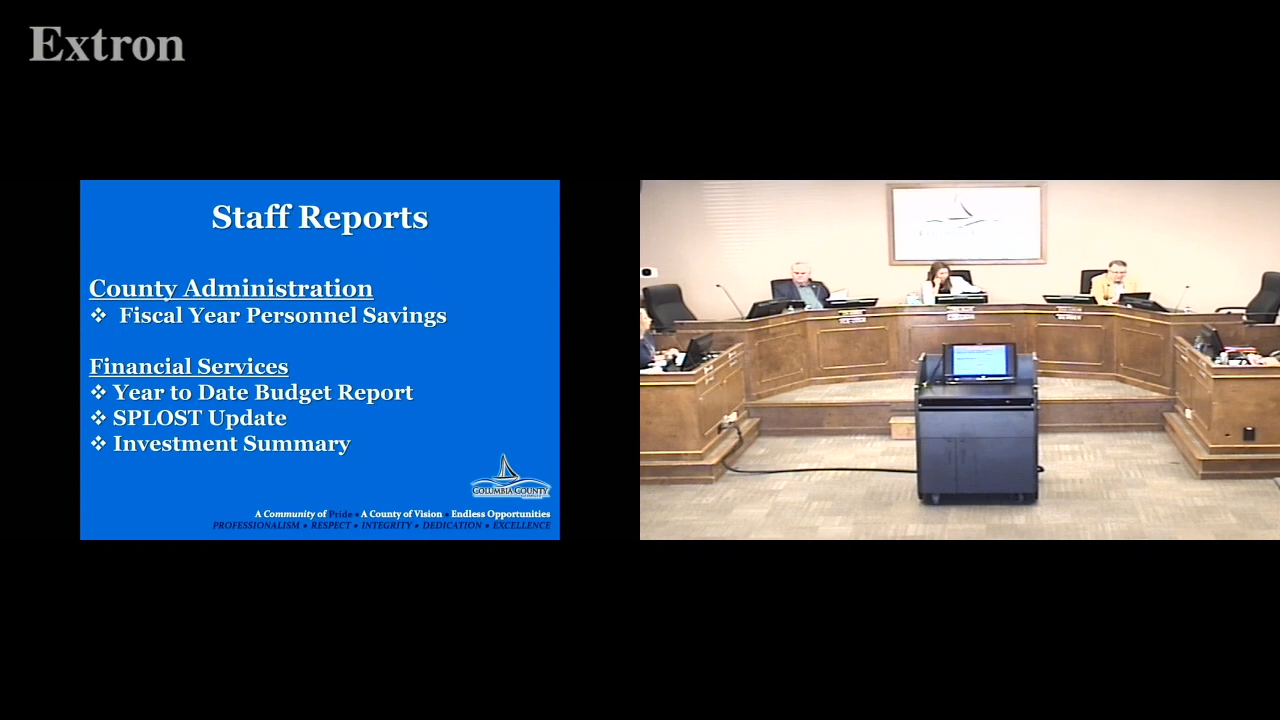 Extron
Staff Reports
County Administration
❖ Fiscal Year Personnel Savings
Financial Services
❖ Year to Date Budget Report
❖ SPLOST Update
❖ Investment Summary
COLUMBIA COUNTY
A Community of Pride • A County of Vision • Endless Opportunities
PROFESSIONALISM • RESPECT • INTEGRITY • DEDICATION • EXCELLENCE